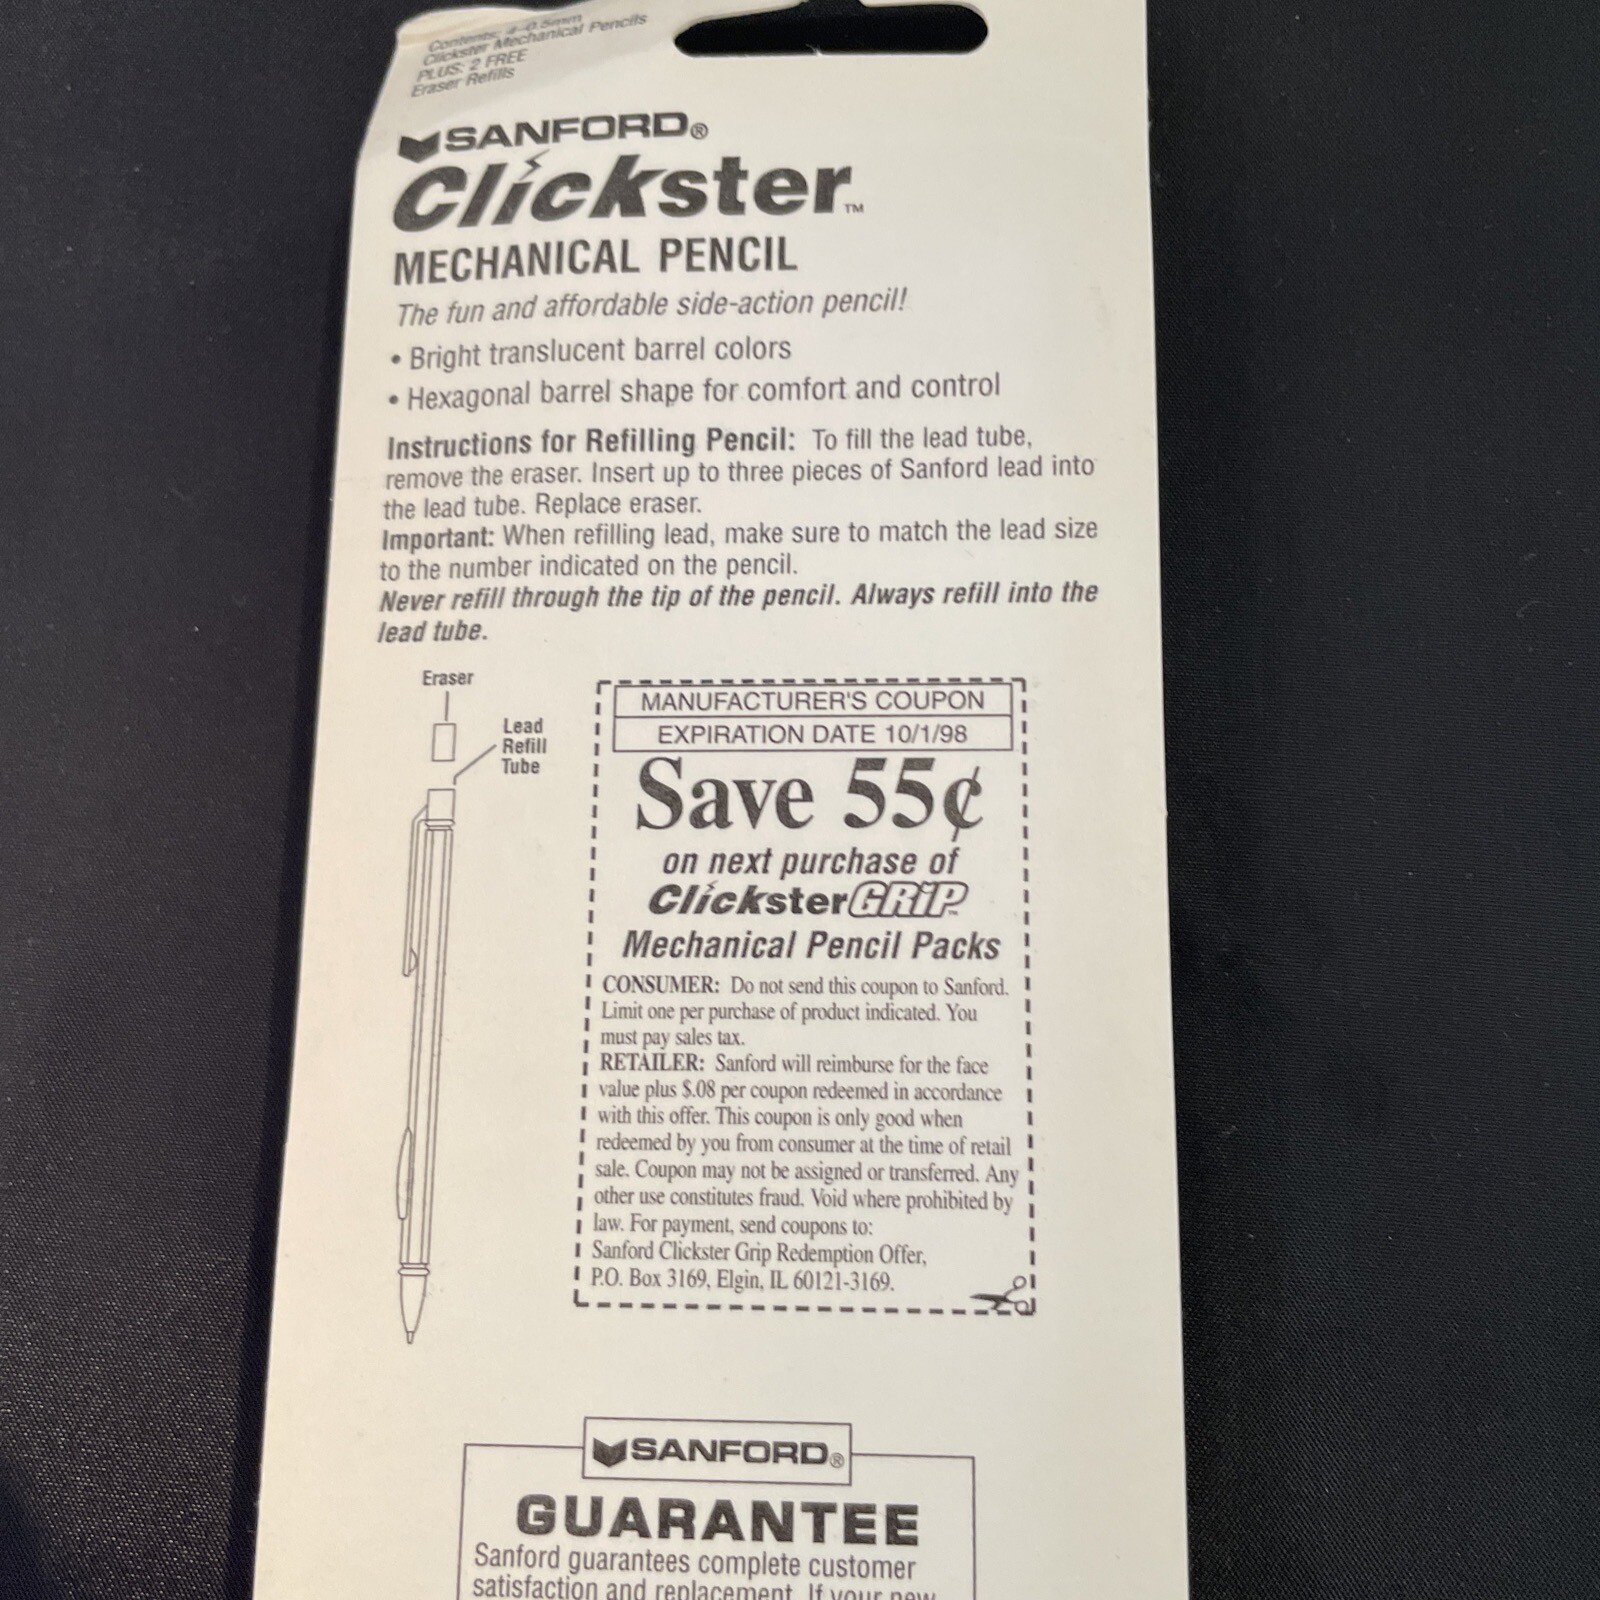 Contents: 4-0.5mm
Clickster Mechanical Pencils
PLUS: 2 FREE
Eraser Refills
SANFORD®
Clickster™
MECHANICAL PENCIL
The fun and affordable side-action pencil!
• Bright translucent barrel colors
• Hexagonal barrel shape for comfort and control
Instructions for Refilling Pencil: To fill the lead tube,
remove the eraser. Insert up to three pieces of Sanford lead into
the lead tube. Replace eraser.
Important: When refilling lead, make sure to match the lead size
to the number indicated on the pencil.
Never refill through the tip of the pencil. Always refill into the
lead tube.
Eraser
Lead
Refill
Tube
MANUFACTURER'S COUPON
EXPIRATION DATE 10/1/98
Save 55¢
on next purchase of
Clickster GRiP™
Mechanical Pencil Packs
CONSUMER: Do not send this coupon to Sanford.
Limit one per purchase of product indicated. You
must pay sales tax.
RETAILER: Sanford will reimburse for the face
value plus $.08 per coupon redeemed in accordance
with this offer. This coupon is only good when
redeemed by you from consumer at the time of retail
sale. Coupon may not be assigned or transferred. Any
other use constitutes fraud. Void where prohibited by
law. For payment, send coupons to:
Sanford Clickster Grip Redemption Offer,
P.O. Box 3169, Elgin, IL 60121-3169.
SANFORD®
GUARANTEE
Sanford guarantees complete customer
satisfaction and replacement. If your new